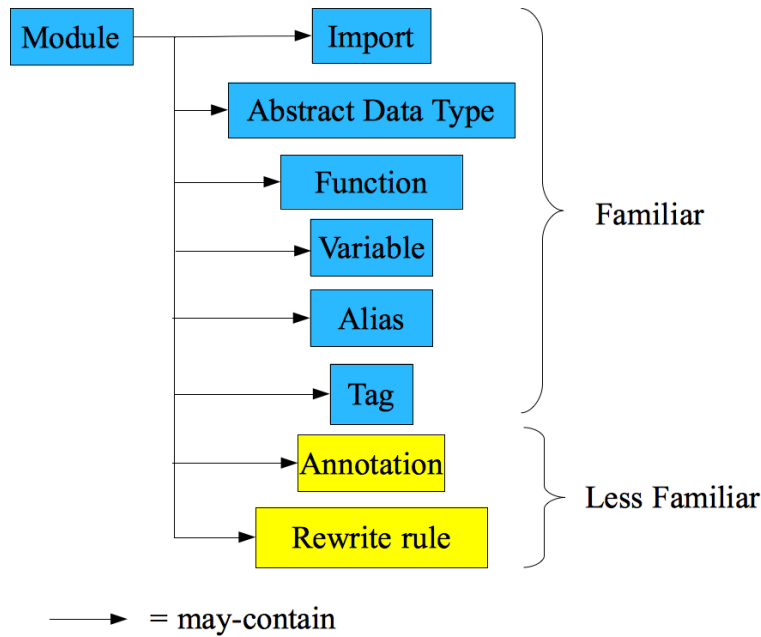 Module
Import
Abstract Data Type
Function
Variable
Alias
Tag
Familiar
Annotation
Rewrite rule
Less Familiar
= may-contain